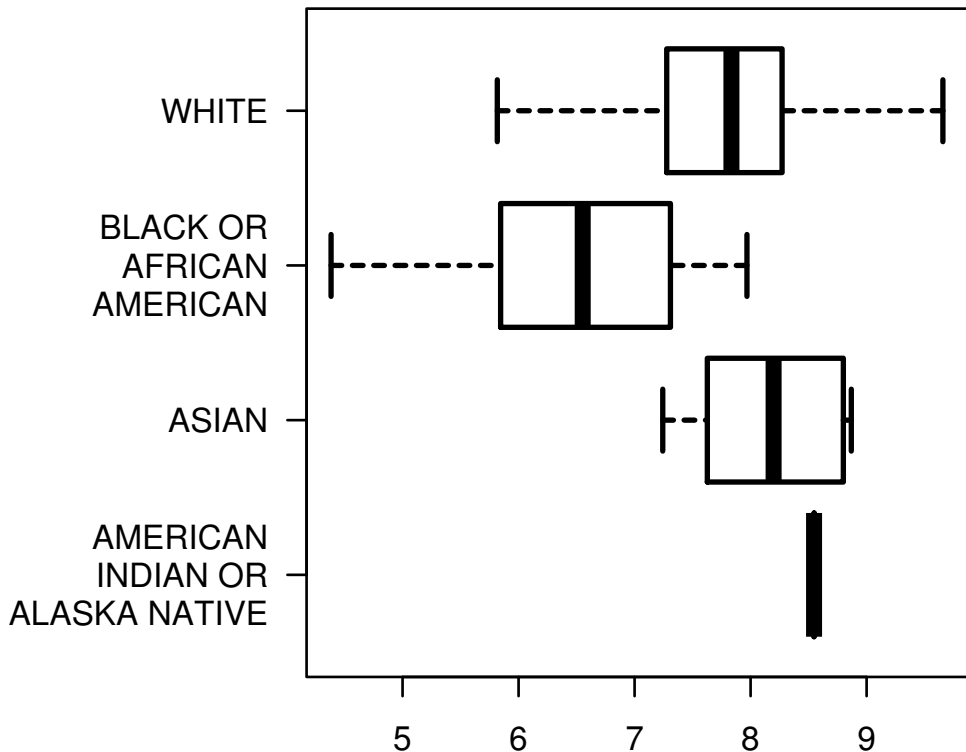 WHITE
BLACK OR
AFRICAN
AMERICAN
ASIAN
AMERICAN
INDIAN OR
ALASKA NATIVE
5 6 7 8 9